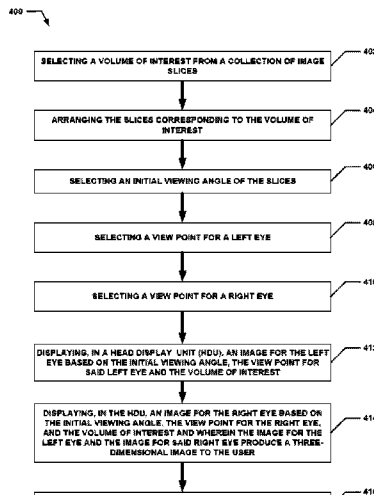 400
SELECTING A VOLUME OF INTEREST FROM A COLLECTION OF IMAGE
SLICES
ARRANGING THE SLICES CORRESPONDING TO THE VOLUME OF
INTEREST
SELECTING AN INITIAL VIEWING ANGLE OF THE SLICES
SELECTING A VIEW POINT FOR A LEFT EYE
SELECTING A VIEW POINT FOR A RIGHT EYE
DISPLAYING, IN A HEAD DISPLAY UNIT (HDU), AN IMAGE FOR THE LEFT
EYE BASED ON THE INITIAL VIEWING ANGLE, THE VIEW POINT FOR
SAID LEFT EYE AND THE VOLUME OF INTEREST
DISPLAYING, IN THE HDU, AN IMAGE FOR THE RIGHT EYE BASED ON
THE INITIAL VIEWING ANGLE, THE VIEW POINT FOR THE RIGHT EYE,
AND THE VOLUME OF INTEREST AND WHEREIN THE IMAGE FOR THE
LEFT EYE AND THE IMAGE FOR SAID RIGHT EYE PRODUCE A THREE-
DIMENSIONAL IMAGE TO THE USER